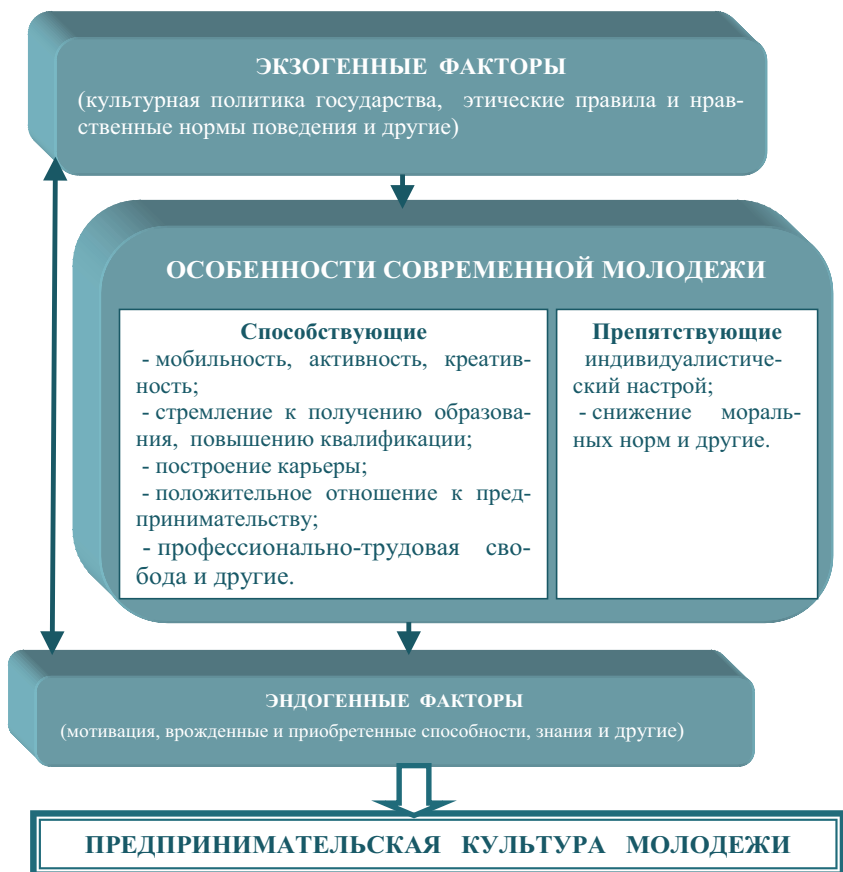 ЭКЗОГЕННЫЕ ФАКТОРЫ
(культурная политика государства, этические правила и нрав-
ственные нормы поведения и другие)
ОСОБЕННОСТИ СОВРЕМЕННОЙ МОЛОДЕЖИ
Способствующие
- мобильность, активность, креатив-
ность;
- стремление к получению образова-
ния, повышению квалификации;
- построение карьеры;
- положительное отношение к пред-
принимательству;
- профессионально-трудовая сво-
бода и другие.
Препятствующие
индивидуалистиче-
ский настрой;
- снижение мораль-
ных норм и другие.
ЭНДОГЕННЫЕ ФАКТОРЫ
(мотивация, врожденные и приобретенные способности, знания и другие)
ПРЕДПРИНИМАТЕЛЬСКАЯ КУЛЬТУРА МОЛОДЕЖИ